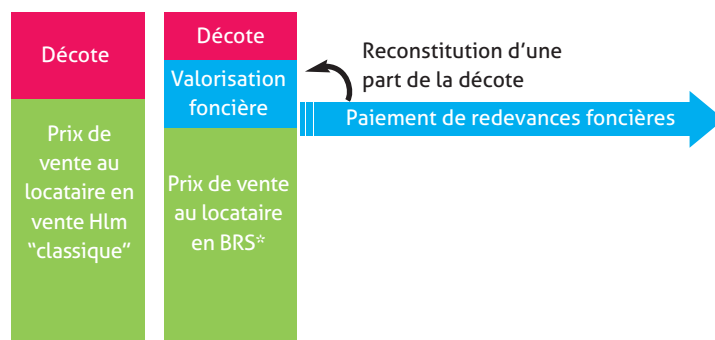 Décote
Prix de
vente au
locataire en
vente Hlm
“classique”
Décote
Valorisation
foncière
Prix de vente
au locataire
en BRS*
Reconstitution d’une
part de la décote
Paiement de redevances foncières